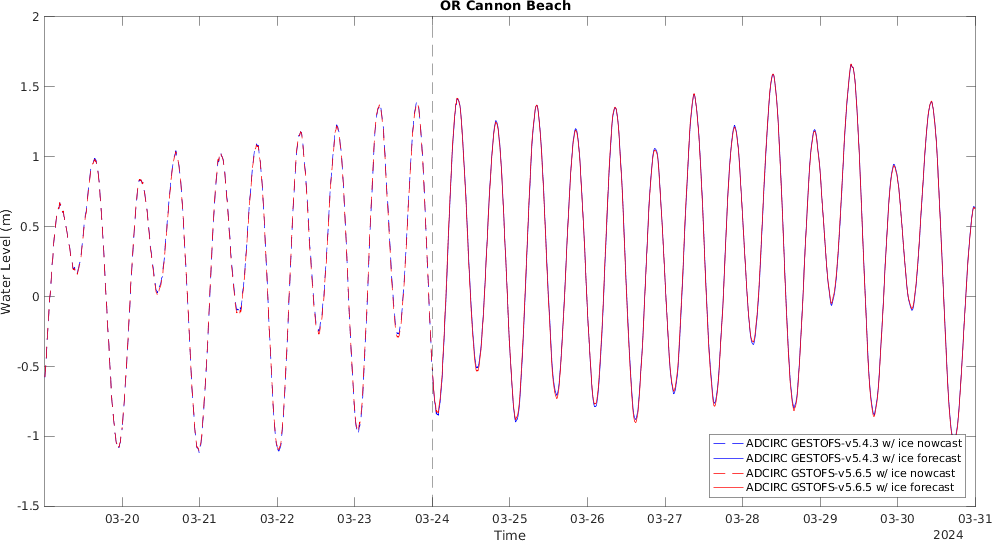 OR Cannon Beach
2
1.5
1
0.5
0
-0.5
-1
-1.5
Water Level (m)
ADCIRC GESTOFS-v5.4.3 w/ ice nowcast
ADCIRC GESTOFS-v5.4.3 w/ ice forecast
ADCIRC GSTOFS-v5.6.5 w/ ice nowcast
ADCIRC GSTOFS-v5.6.5 w/ ice forecast
03-20 03-21 03-22 03-23 03-24 03-25 03-26 03-27 03-28 03-29 03-30 03-31
Time
2024